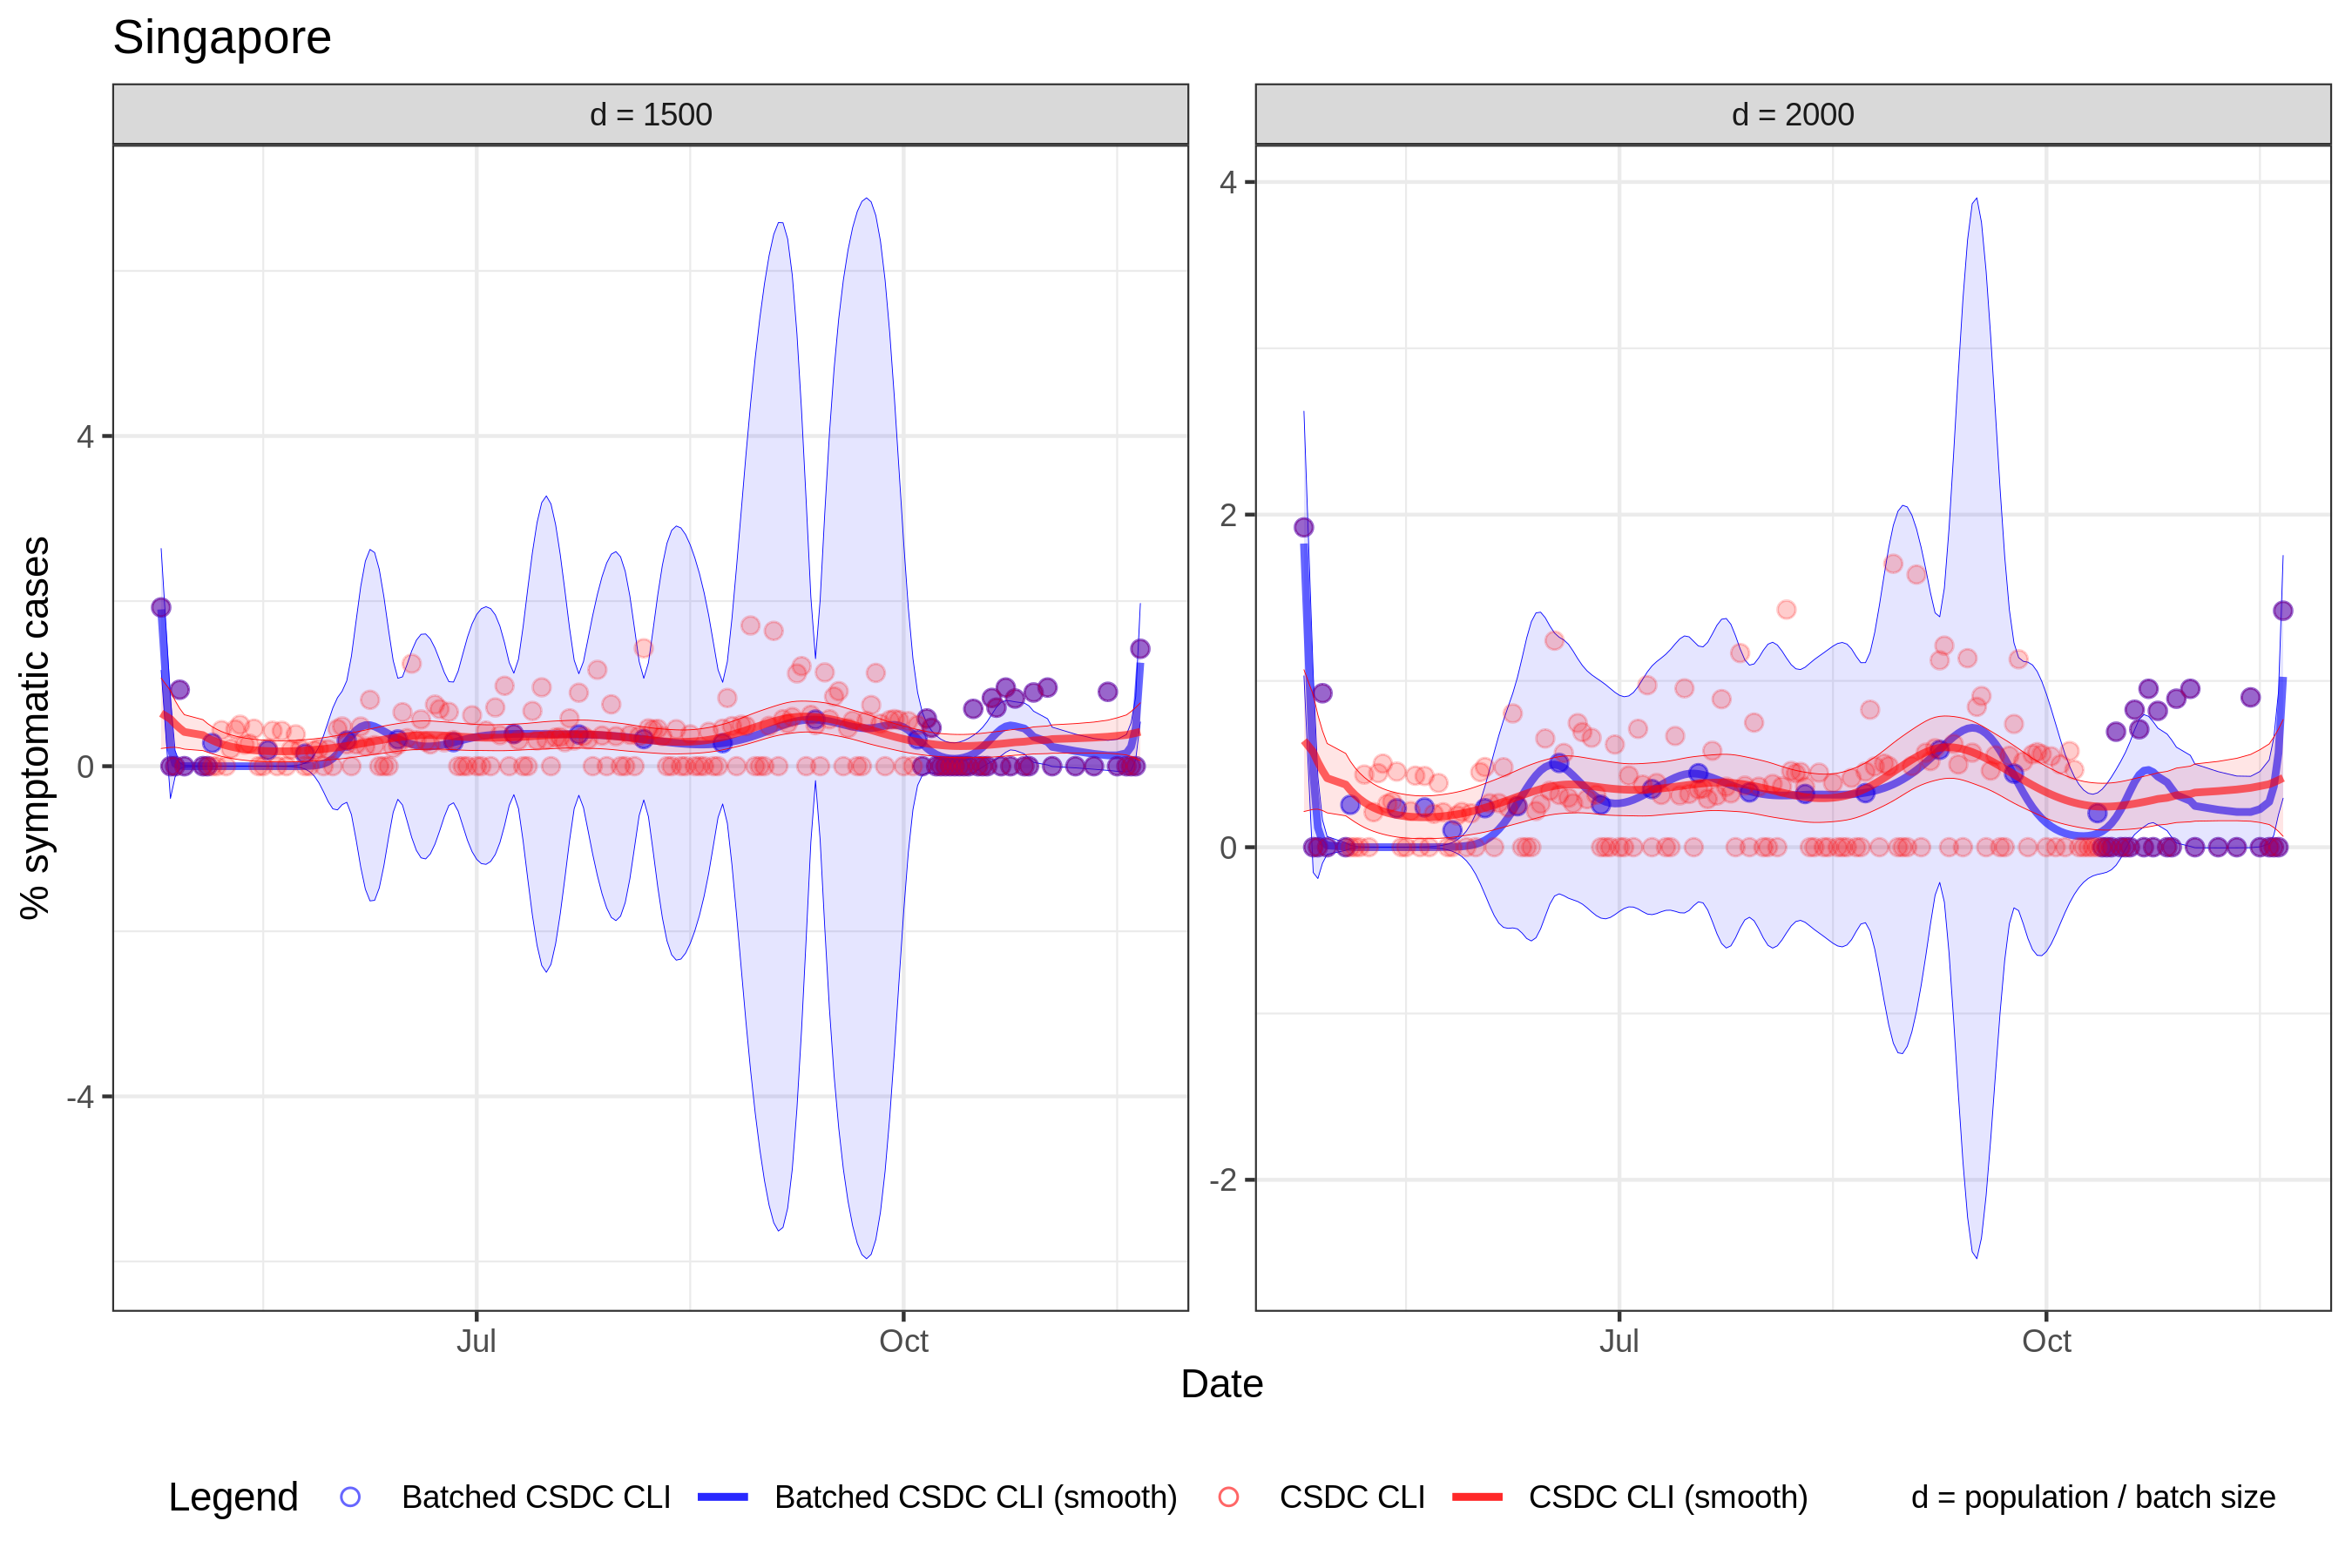 Singapore
d = 1500
d = 2000
% symptomatic cases
4
0
-4
4
2
0
-2
Jul
Oct
Jul
Oct
Date
Legend Batched CSDC CLI Batched CSDC CLI (smooth) CSDC CLI CSDC CLI (smooth) d = population / batch size